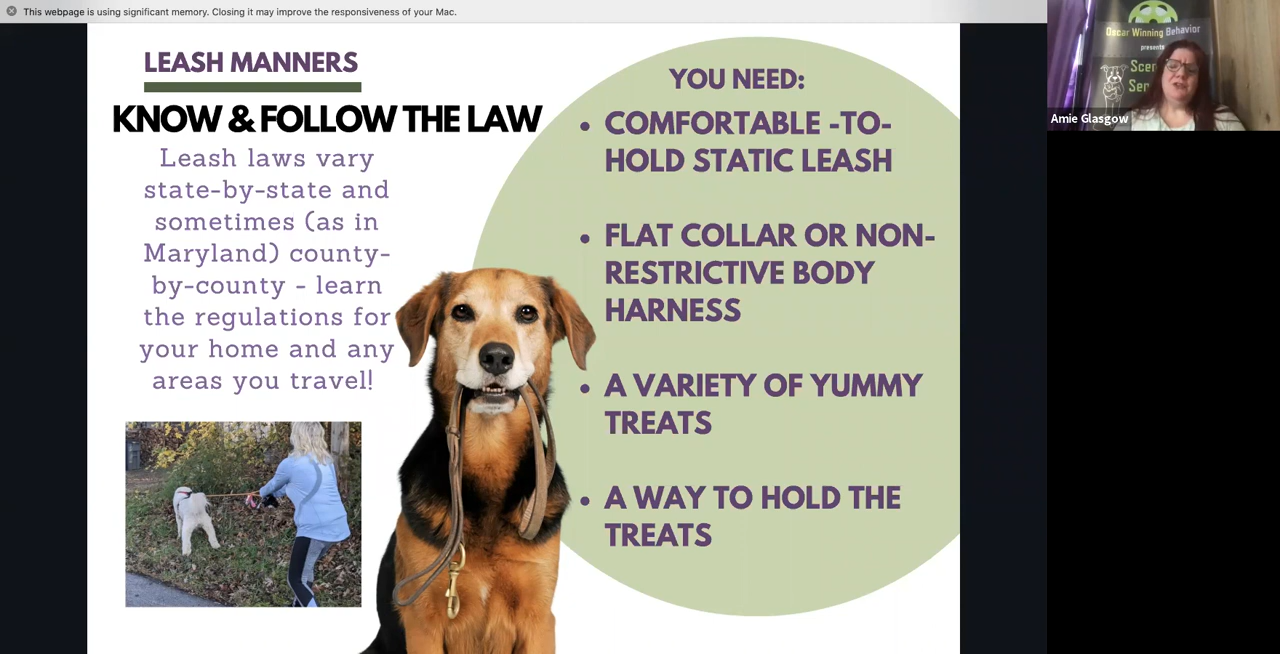 This webpage is using significant memory. Closing it may improve the responsiveness of your Mac.
LEASH MANNERS
KNOW & FOLLOW THE LAW
Leash laws vary
state-by-state and
sometimes (as in
Maryland) county-
by-county - learn
the regulations for
your home and any
areas you travel!
YOU NEED:
• COMFORTABLE -TO-
HOLD STATIC LEASH
• FLAT COLLAR OR NON-
RESTRICTIVE BODY
HARNESS
• A VARIETY OF YUMMY
TREATS
• A WAY TO HOLD THE
TREATS
Oscar Winning Behavior
presents
Scen
Ser
Amie Glasgow